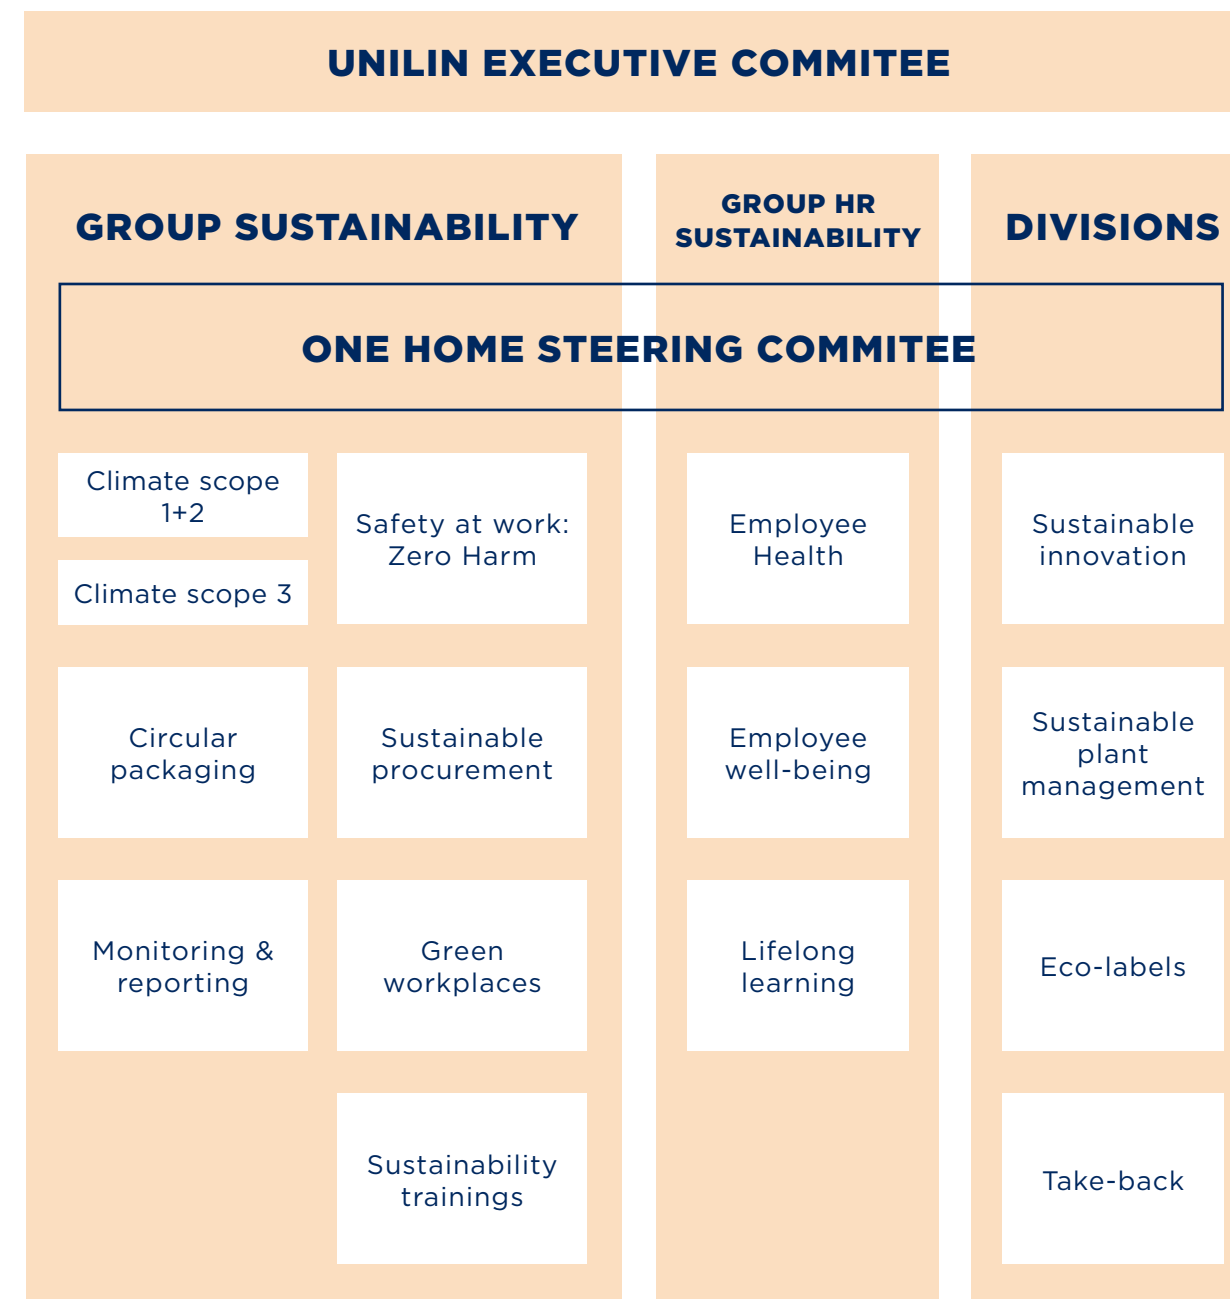 UNILIN EXECUTIVE COMMITEE
GROUP SUSTAINABILITY
GROUP HR
SUSTAINABILITY
DIVISIONS
ONE HOME STEERING COMMITEE
Climate scope
1+2
Climate scope 3
Safety at work:
Zero Harm
Employee
Health
Sustainable
innovation
Circular
packaging
Sustainable
procurement
Employee
well-being
Sustainable
plant
management
Monitoring &
reporting
Green
workplaces
Lifelong
learning
Eco-labels
Sustainability
trainings
Take-back